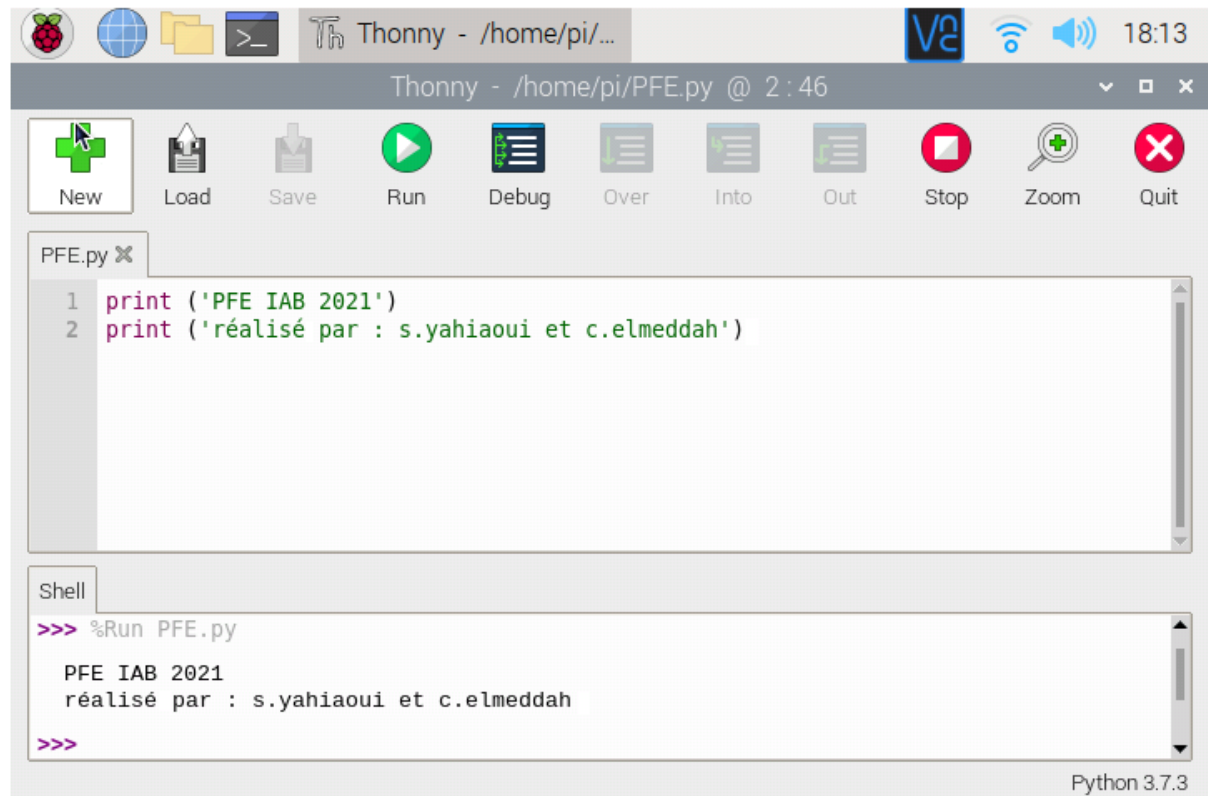 Thonny - /home/pi/... VNC 18:13
Thonny - /home/pi/PFE.py @ 2:46
New Load Save Run Debug Over Into Out Stop Zoom Quit
PFE.py
1 print ('PFE IAB 2021')
2 print ('réalisé par : s.yahiaoui et c.elmeddah')
Shell
>>> %Run PFE.py
PFE IAB 2021
réalisé par : s.yahiaoui et c.elmeddah
>>>
Python 3.7.3